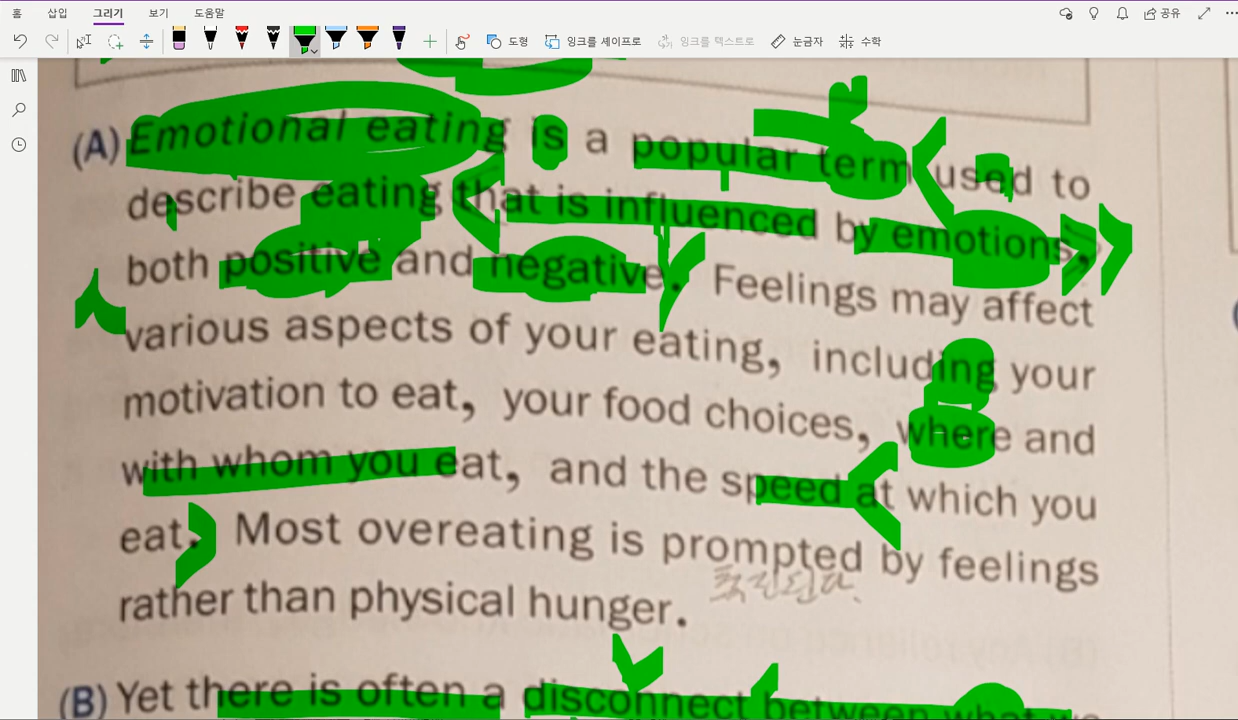 홈 삽입 그리기 보기 도움말
공유
도형 잉크를 셰이프로 잉크를 텍스트로 눈금자 수학
(A) Emotional eating is a popular term used to
describe eating that is influenced by emotions,
both positive and negative. Feelings may affect
various aspects of your eating, including your
motivation to eat, your food choices, where and
with whom you eat, and the speed at which you
eat. Most overeating is prompted by feelings
촉진된다.
rather than physical hunger.
(B) Yet there is often a disconnect between what we